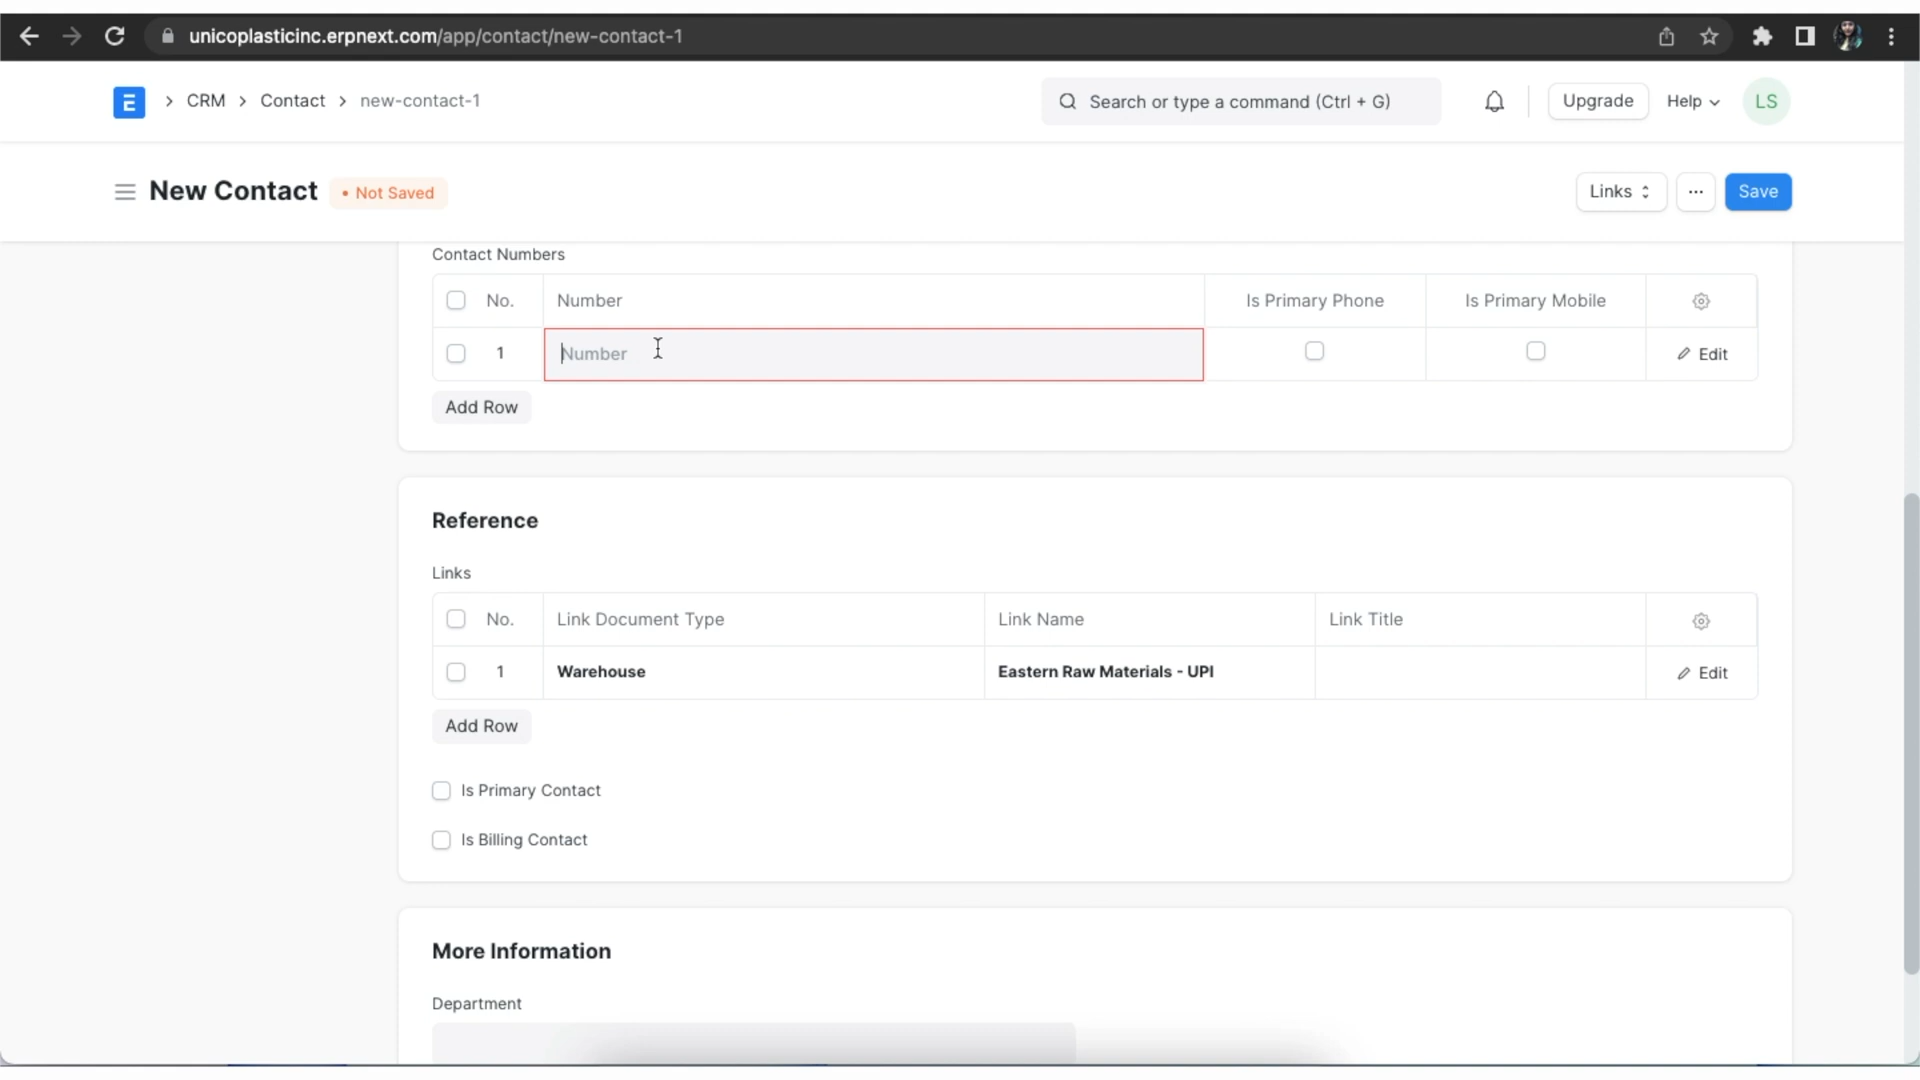 unicoplasticinc.erpnext.com/app/contact/new-contact-1
E > CRM > Contact > new-contact-1
Search or type a command (Ctrl + G)
Upgrade
Help
LS
New Contact
• Not Saved
Links
...
Save
Contact Numbers
No. Number Is Primary Phone Is Primary Mobile
1 Number Edit
Add Row
Reference
Links
No. Link Document Type Link Name Link Title
1 Warehouse Eastern Raw Materials - UPI Edit
Add Row
Is Primary Contact
Is Billing Contact
More Information
Department